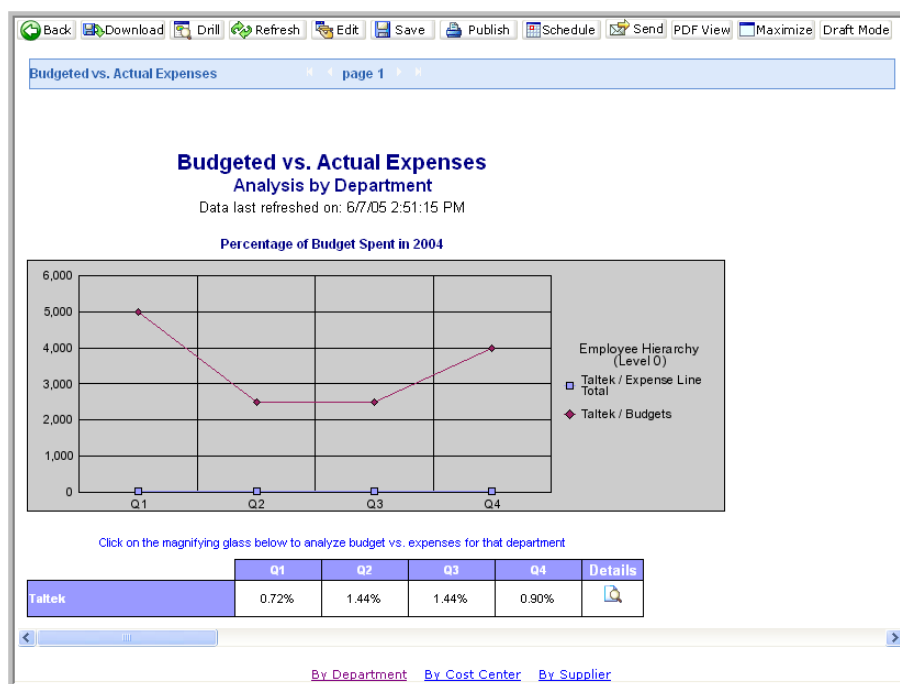 Back Download Drill Refresh Edit Save Publish Schedule Send PDF View Maximize Draft Mode
Budgeted vs. Actual Expenses page 1
Budgeted vs. Actual Expenses
Analysis by Department
Data last refreshed on: 6/7/05 2:51:15 PM
Percentage of Budget Spent in 2004
6,000
5,000
4,000
3,000
2,000
1,000
0
Q1 Q2 Q3 Q4
Employee Hierarchy
(Level 0)
Taltek / Expense Line
Total
Taltek / Budgets
Click on the magnifying glass below to analyze budget vs. expenses for that department
Q1 Q2 Q3 Q4 Details
Taltek 0.72% 1.44% 1.44% 0.90%
By Department By Cost Center By Supplier